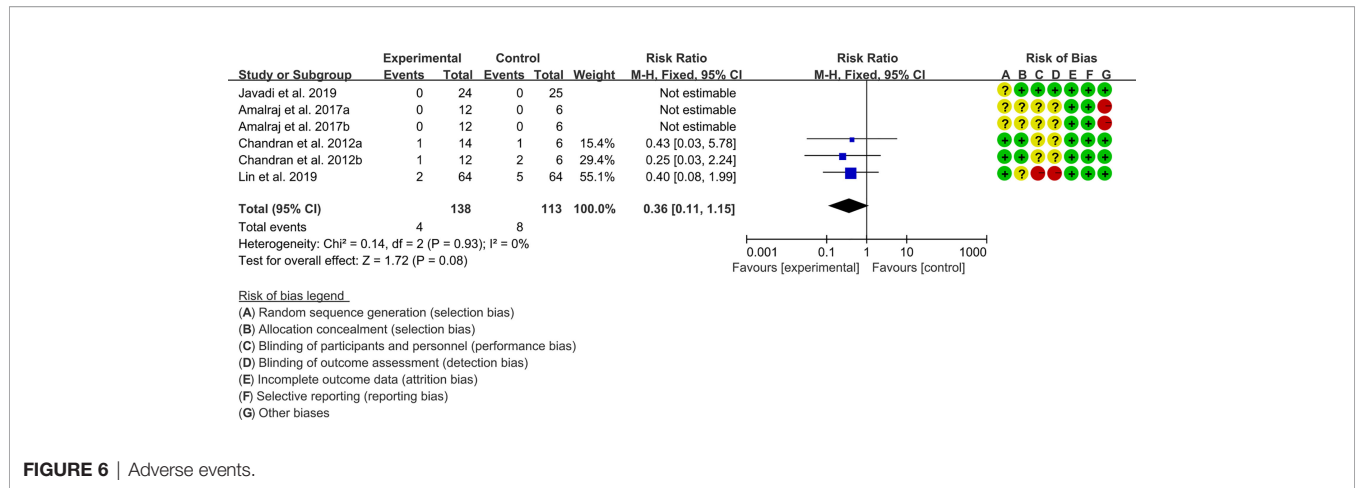 Experimental Control Risk Ratio Risk Ratio Risk of Bias
Study or Subgroup Events Total Events Total Weight M-H, Fixed, 95% CI M-H, Fixed, 95% CI A B C D E F G
Javadi et al. 2019 0 24 0 25 Not estimable ? + + + + + +
Amalraj et al. 2017a 0 12 0 6 Not estimable ? ? ? ? + + -
Amalraj et al. 2017b 0 12 0 6 Not estimable ? ? ? ? + + -
Chandran et al. 2012a 1 14 1 6 15.4% 0.43 [0.03, 5.78] + + ? ? + + +
Chandran et al. 2012b 1 12 2 6 29.4% 0.25 [0.03, 2.24] + + ? ? + + +
Lin et al. 2019 2 64 5 64 55.1% 0.40 [0.08, 1.99] + ? - - + + +
Total (95% CI) 138 113 100.0% 0.36 [0.11, 1.15]
Total events 4 8
Heterogeneity: Chi² = 0.14, df = 2 (P = 0.93); I² = 0%
Test for overall effect: Z = 1.72 (P = 0.08)
0.001 0.1 1 10 1000
Favours [experimental] Favours [control]
Risk of bias legend
(A) Random sequence generation (selection bias)
(B) Allocation concealment (selection bias)
(C) Blinding of participants and personnel (performance bias)
(D) Blinding of outcome assessment (detection bias)
(E) Incomplete outcome data (attrition bias)
(F) Selective reporting (reporting bias)
(G) Other biases
FIGURE 6 | Adverse events.